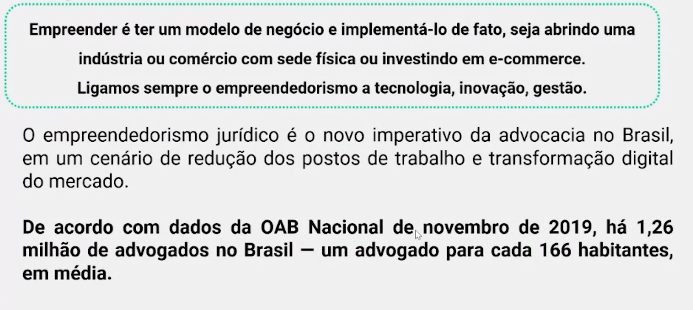 Empreender é ter um modelo de negócio e implementá-lo de fato, seja abrindo uma
indústria ou comércio com sede física ou investindo em e-commerce.
Ligamos sempre o empreendedorismo a tecnologia, inovação, gestão.
O empreendedorismo jurídico é o novo imperativo da advocacia no Brasil,
em um cenário de redução dos postos de trabalho e transformação digital
do mercado.
De acordo com dados da OAB Nacional de novembro de 2019, há 1,26
milhão de advogados no Brasil — um advogado para cada 166 habitantes,
em média.